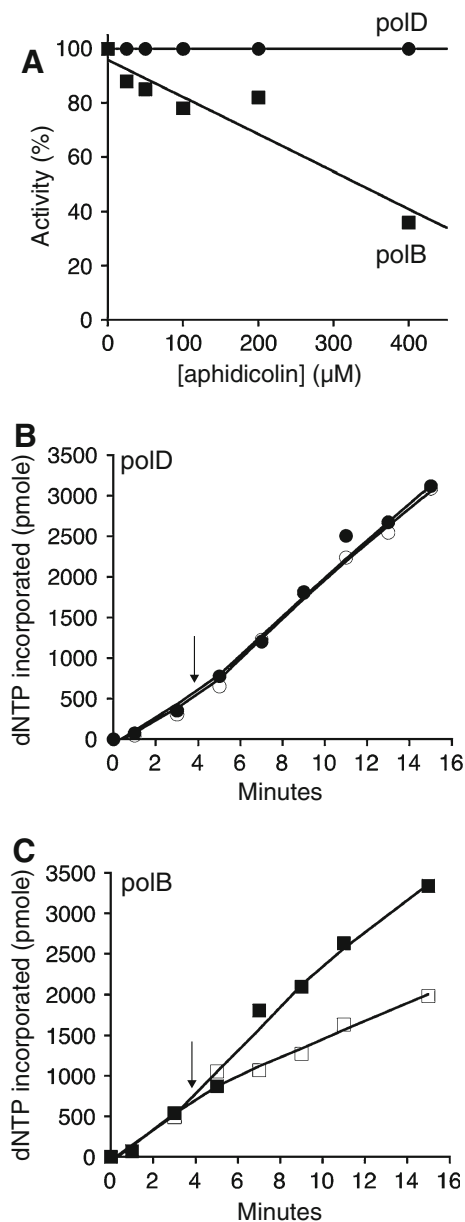 A
polD
100
80
60
40
20
0
Activity (%)
polB
0 100 200 300 400
[aphidicolin] (µM)
B
polD
3500
3000
2500
2000
1500
1000
500
0
dNTP incorporated (pmole)
0 2 4 6 8 10 12 14 16
Minutes
C
polB
3500
3000
2500
2000
1500
1000
500
0
dNTP incorporated (pmole)
0 2 4 6 8 10 12 14 16
Minutes